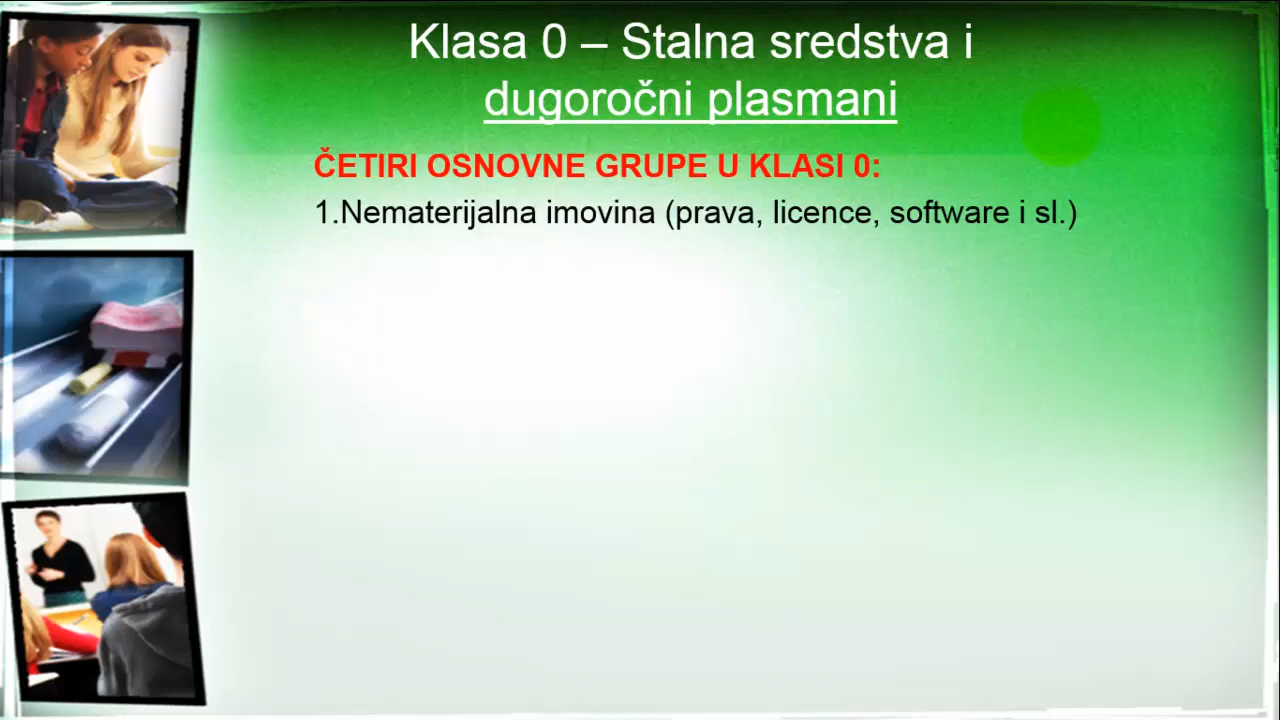 Klasa 0 – Stalna sredstva i
dugoročni plasmani
ČETIRI OSNOVNE GRUPE U KLASI 0:
1.Nematerijalna imovina (prava, licence, software i sl.)